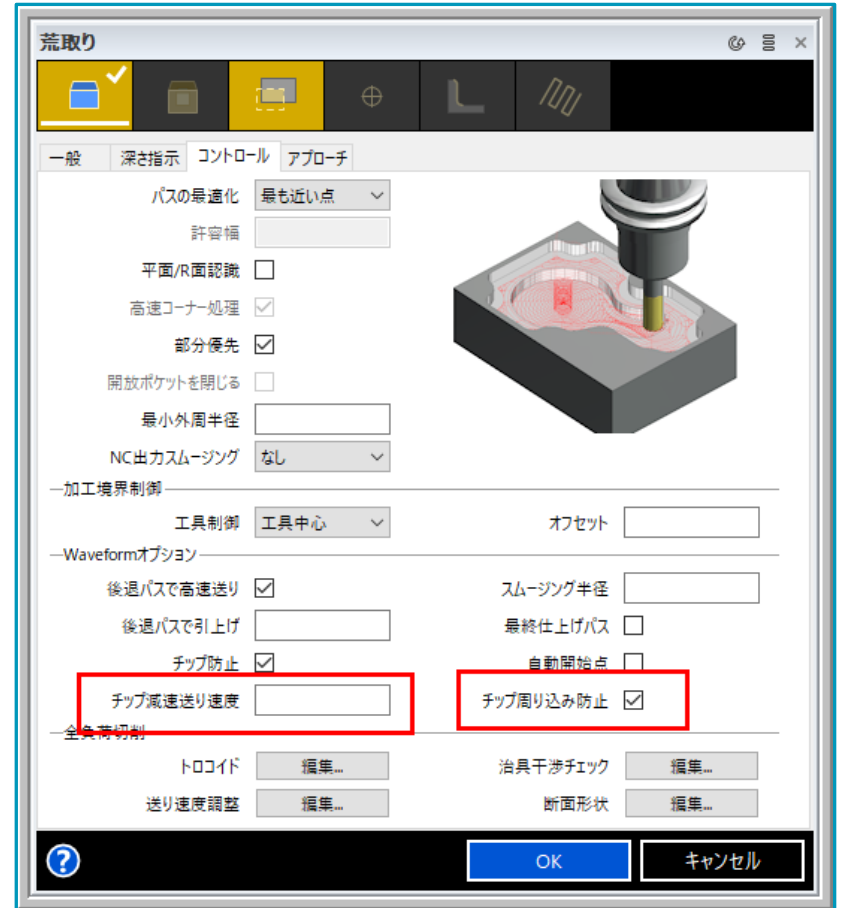 荒取り
一般 深さ指示 コントロール アプローチ
パスの最適化 最も近い点
許容幅
平面/R面認識
高速コーナー処理
部分優先
開放ポケットを閉じる
最小外周半径
NC出力スムージング なし
加工境界制御
工具制御 工具中心 オフセット
Waveformオプション
後退パスで高速送り スムージング半径
後退パスで引上げ 最終仕上げパス
チップ防止 自動開始点
チップ減速送り速度 チップ周り込み防止
全負荷切削
トロコイド 編集... 治具干渉チェック 編集...
送り速度調整 編集... 断面形状 編集...
? OK キャンセル